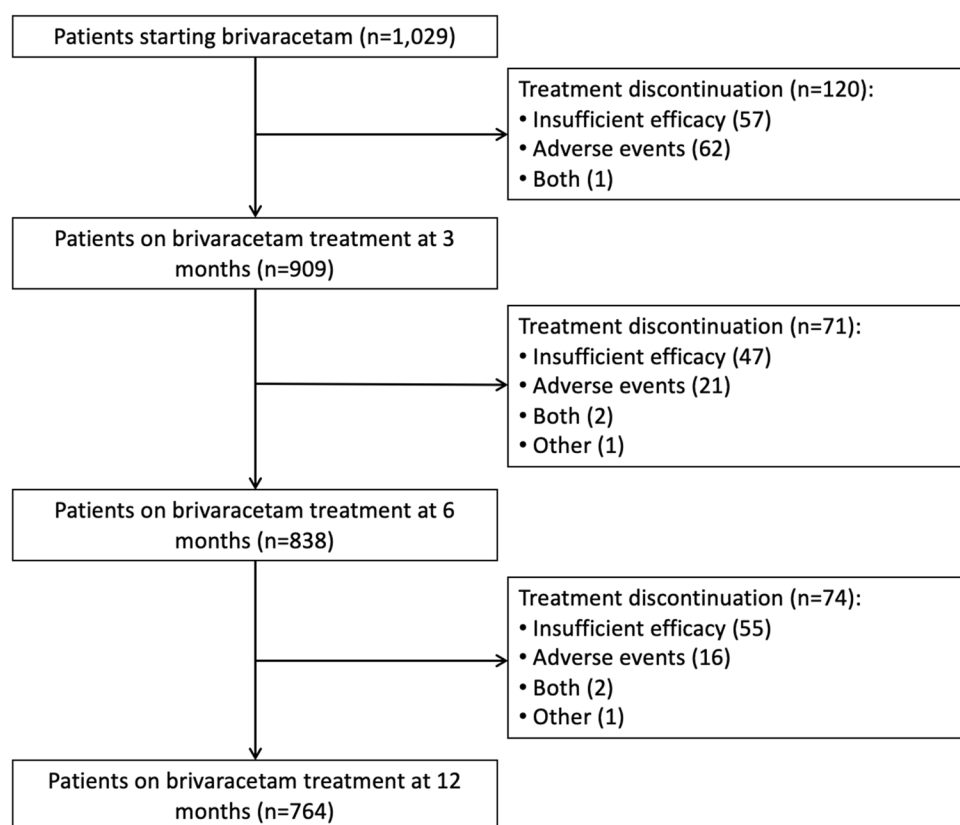 Patients starting brivaracetam (n=1,029)
Treatment discontinuation (n=120):
• Insufficient efficacy (57)
• Adverse events (62)
• Both (1)
Patients on brivaracetam treatment at 3
months (n=909)
Treatment discontinuation (n=71):
• Insufficient efficacy (47)
• Adverse events (21)
• Both (2)
• Other (1)
Patients on brivaracetam treatment at 6
months (n=838)
Treatment discontinuation (n=74):
• Insufficient efficacy (55)
• Adverse events (16)
• Both (2)
• Other (1)
Patients on brivaracetam treatment at 12
months (n=764)